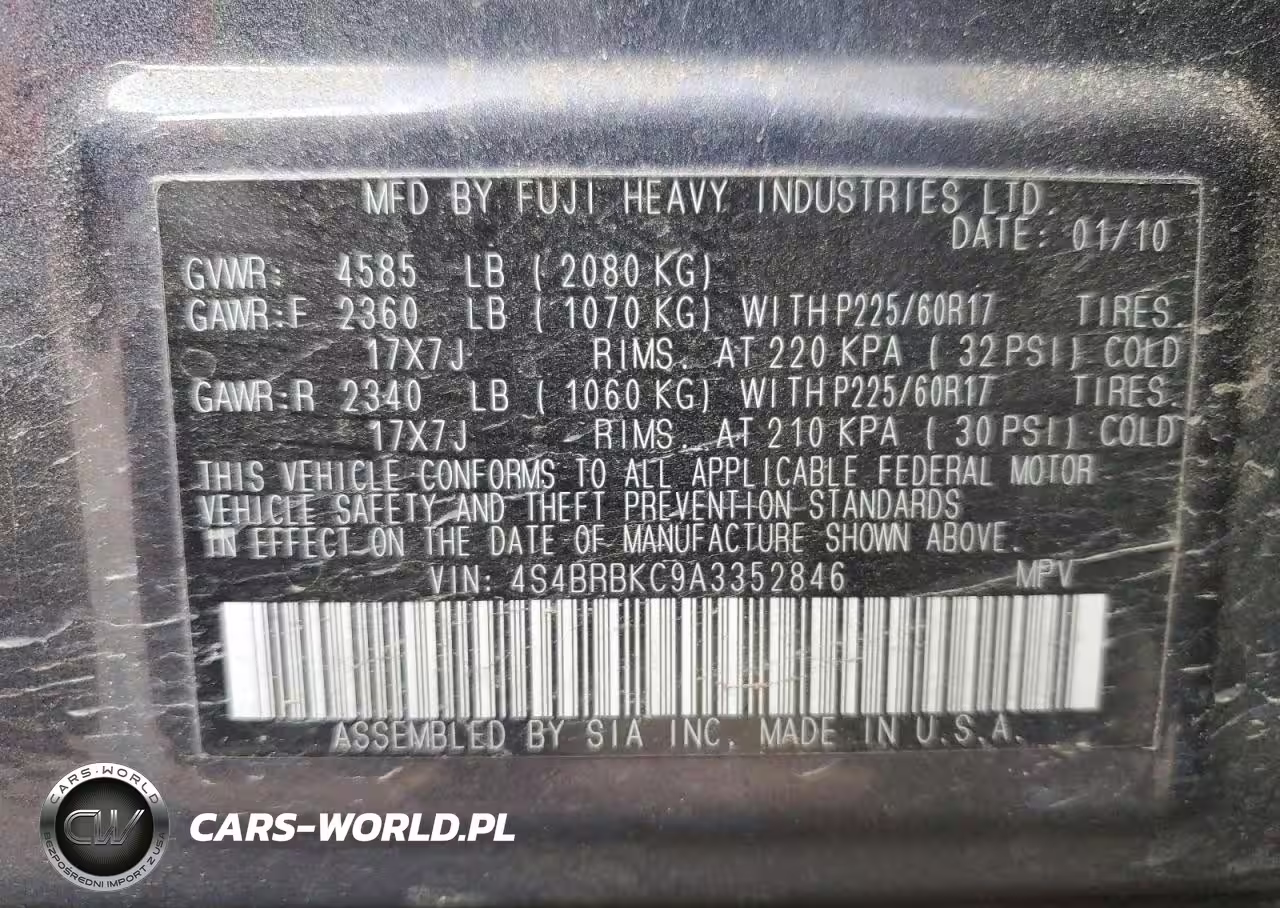 MFD BY FUJI HEAVY INDUSTRIES LTD.
DATE: 01/10
GVWR: 4585 LB ( 2080 KG)
GAWR:F 2360 LB ( 1070 KG) WITH P225/60R17 TIRES.
17X7J RIMS. AT 220 KPA ( 32 PSI) COLD
GAWR:R 2340 LB ( 1060 KG) WITH P225/60R17 TIRES.
17X7J RIMS. AT 210 KPA ( 30 PSI) COLD
THIS VEHICLE CONFORMS TO ALL APPLICABLE FEDERAL MOTOR
VEHICLE SAFETY AND THEFT PREVENTION STANDARDS
IN EFFECT ON THE DATE OF MANUFACTURE SHOWN ABOVE.
VIN: 4S4BRBKC9A3352846 MPV
ASSEMBLED BY SIA INC. MADE IN U.S.A.
CARS-WORLD
CW
BEZPOŚREDNI IMPORT Z USA
CARS-WORLD.PL